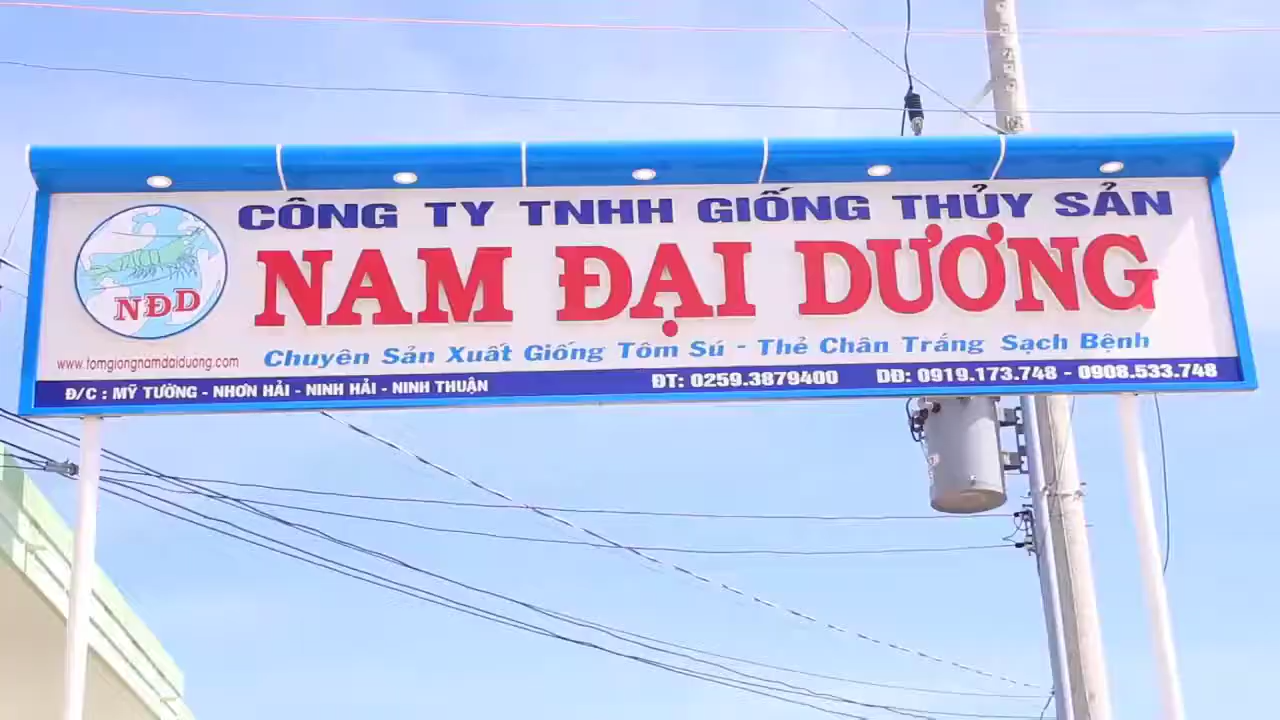 CÔNG TY TNHH GIỐNG THỦY SẢN
NAM ĐẠI DƯƠNG
NĐD
www.tomgiongnamdaiduong.com
Chuyên Sản Xuất Giống Tôm Sú - Thẻ Chân Trắng Sạch Bệnh
Đ/C : MỸ TƯỜNG - NHƠN HẢI - NINH HẢI - NINH THUẬN
ĐT: 0259.3879400 DĐ: 0919.173.748 - 0908.533.748